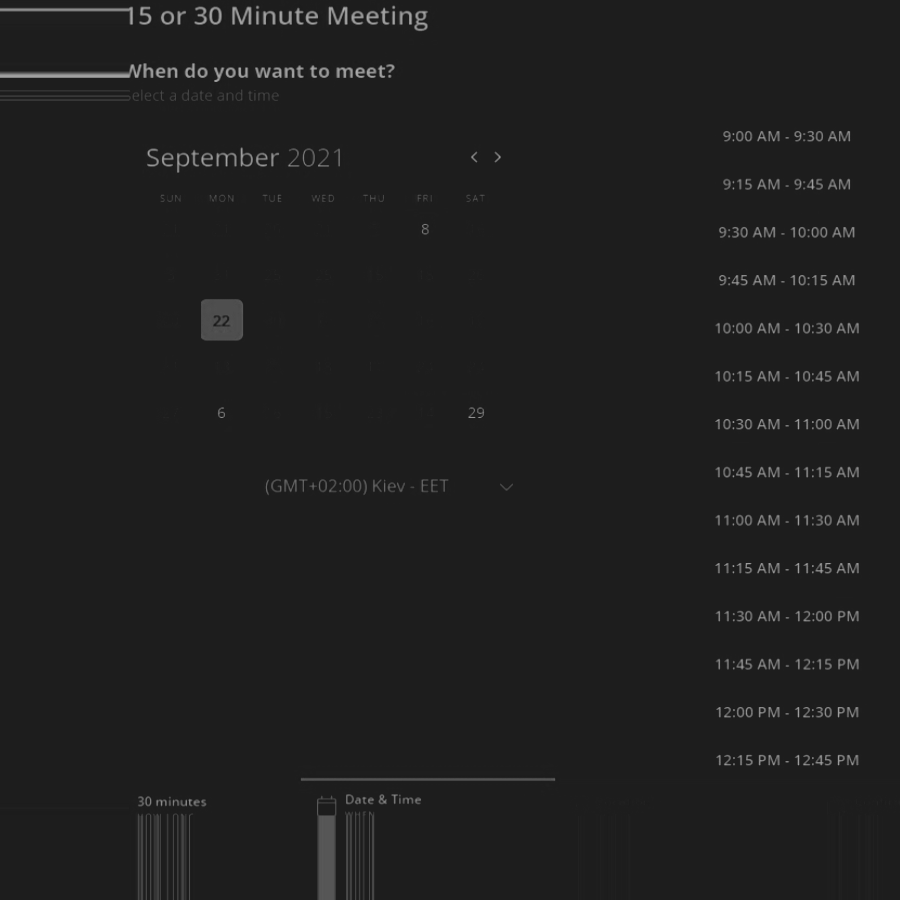 15 or 30 Minute Meeting
When do you want to meet?
select a date and time
September 2021
SUN MON TUE WED THU FRI SAT
8
22
6 29
(GMT+02:00) Kiev - EET
9:00 AM - 9:30 AM
9:15 AM - 9:45 AM
9:30 AM - 10:00 AM
9:45 AM - 10:15 AM
10:00 AM - 10:30 AM
10:15 AM - 10:45 AM
10:30 AM - 11:00 AM
10:45 AM - 11:15 AM
11:00 AM - 11:30 AM
11:15 AM - 11:45 AM
11:30 AM - 12:00 PM
11:45 AM - 12:15 PM
12:00 PM - 12:30 PM
12:15 PM - 12:45 PM
30 minutes
Date & Time